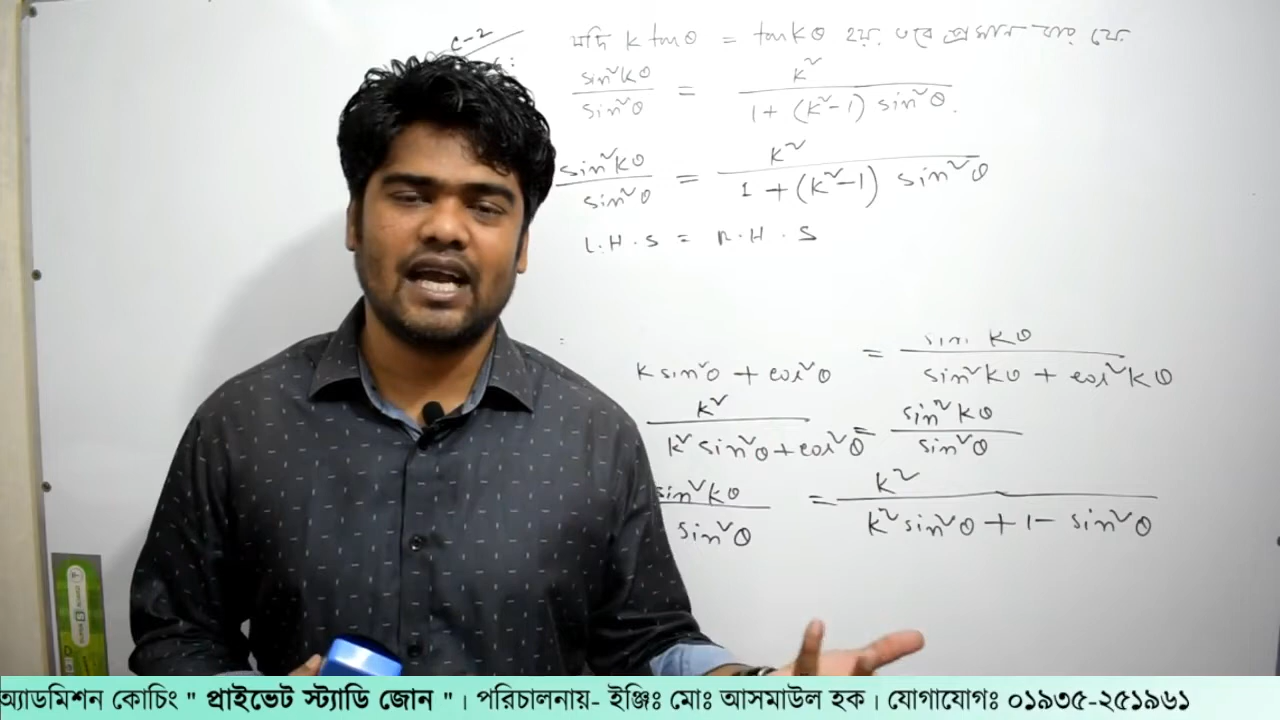 c-2
যদি k tanθ = tankθ হয়. তবে প্রমান কর যে.
sin²kθ / sin²θ = k² / 1 + (k²-1) sin²θ.
sin²kθ / sin²θ = k² / 1 + (k²-1) sin²θ
L.H.S = R.H.S
k sin²θ + cos²θ = sin kθ / sin²kθ + cos²kθ
k² / k² sin²θ + cos²θ = sin²kθ / sin²θ
sin²kθ / sin²θ = k² / k² sin²θ + 1 - sin²θ
অ্যাডমিশন কোচিং " প্রাইভেট স্ট্যাডি জোন "। পরিচালনায়- ইঞ্জিঃ মোঃ আসমাউল হক। যোগাযোগঃ ০১৯৩৫-২৫১৯৬১